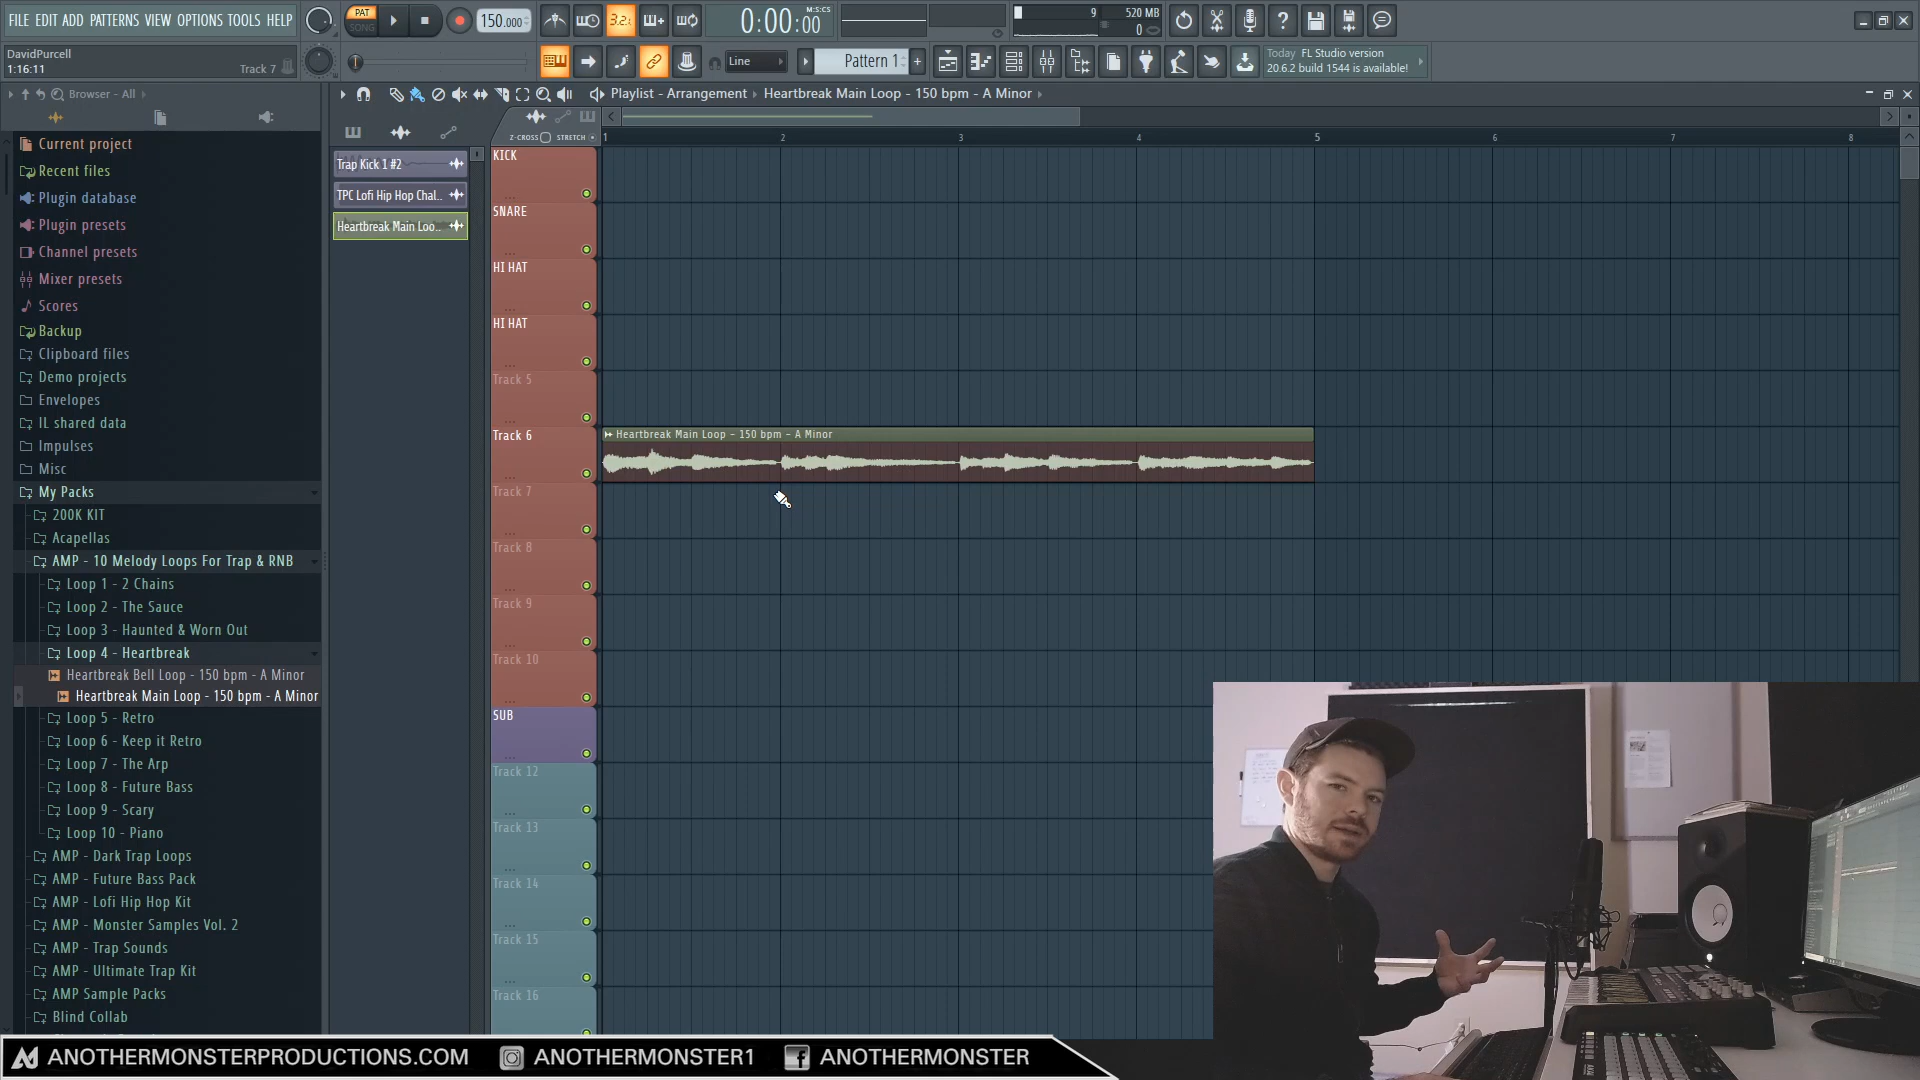 FILE EDIT ADD PATTERNS VIEW OPTIONS TOOLS HELP
PAT
SONG
150.000
3.2.
0:00:00
M:S:CS
9
520 MB
0
DavidPurcell
1:16:11
Track 7
Line
Pattern 1
Today FL Studio version
20.6.2 build 1544 is available!
Browser - All
Playlist - Arrangement
Heartbreak Main Loop - 150 bpm - A Minor
Z-CROSS
STRETCH
1
2
3
4
5
6
7
8
Current project
Recent files
Plugin database
Plugin presets
Channel presets
Mixer presets
Scores
Backup
Clipboard files
Demo projects
Envelopes
IL shared data
Impulses
Misc
My Packs
200K KIT
Acapellas
AMP - 10 Melody Loops For Trap & RNB
Loop 1 - 2 Chains
Loop 2 - The Sauce
Loop 3 - Haunted & Worn Out
Loop 4 - Heartbreak
Heartbreak Bell Loop - 150 bpm - A Minor
Heartbreak Main Loop - 150 bpm - A Minor
Loop 5 - Retro
Loop 6 - Keep it Retro
Loop 7 - The Arp
Loop 8 - Future Bass
Loop 9 - Scary
Loop 10 - Piano
AMP - Dark Trap Loops
AMP - Future Bass Pack
AMP - Lofi Hip Hop Kit
AMP - Monster Samples Vol. 2
AMP - Trap Sounds
AMP - Ultimate Trap Kit
AMP Sample Packs
Blind Collab
Trap Kick 1 #2
TPC Lofi Hip Hop Chal..
Heartbreak Main Loo..
KICK
SNARE
HI HAT
HI HAT
Track 5
Track 6
Heartbreak Main Loop - 150 bpm - A Minor
Track 7
Track 8
Track 9
Track 10
SUB
Track 12
Track 13
Track 14
Track 15
Track 16
ANOTHERMONSTERPRODUCTIONS.COM
ANOTHERMONSTER1
ANOTHERMONSTER